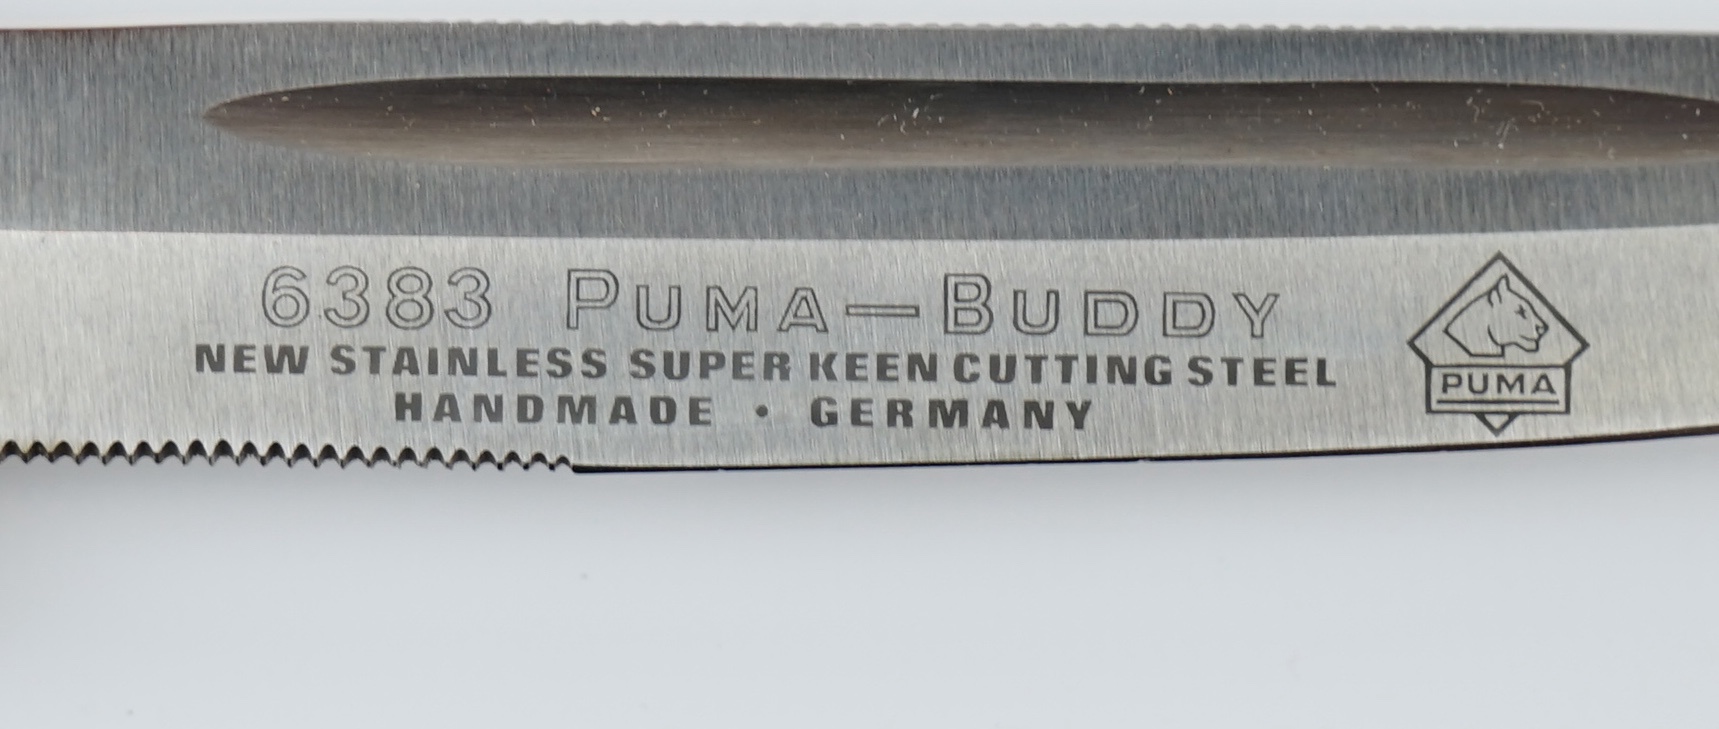 6383 PUMA—BUDDY
NEW STAINLESS SUPER KEEN CUTTING STEEL
HANDMADE · GERMANY
PUMA